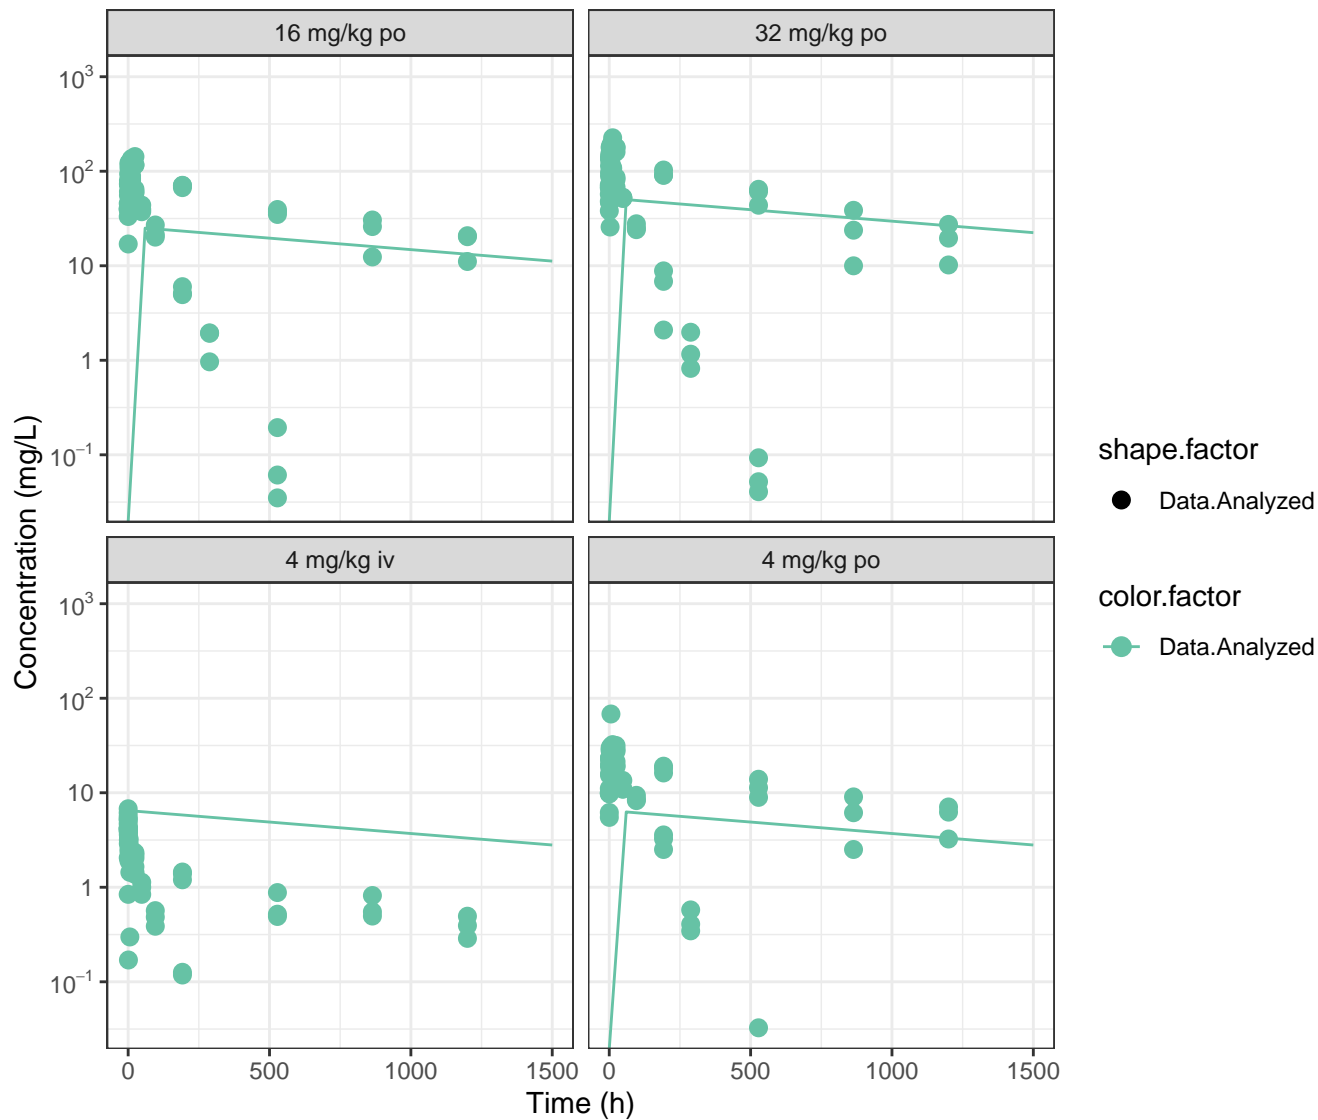 16 mg/kg po
32 mg/kg po
10³
10²
10
1
10⁻¹
4 mg/kg iv
4 mg/kg po
10³
10²
10
1
10⁻¹
0 500 1000 1500
0 500 1000 1500
Time (h)
Concentration (mg/L)
shape.factor
Data.Analyzed
color.factor
Data.Analyzed